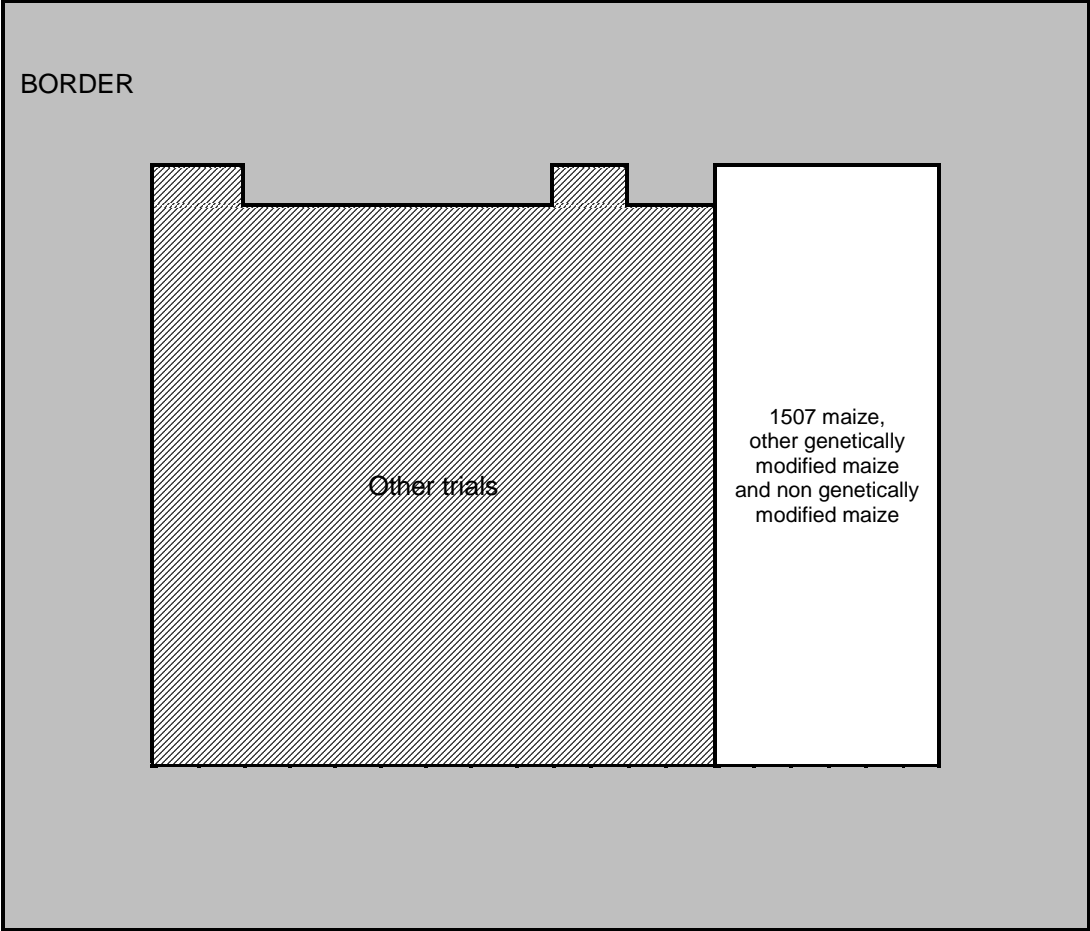 BORDER
Other trials
1507 maize,
other genetically
modified maize
and non genetically
modified maize